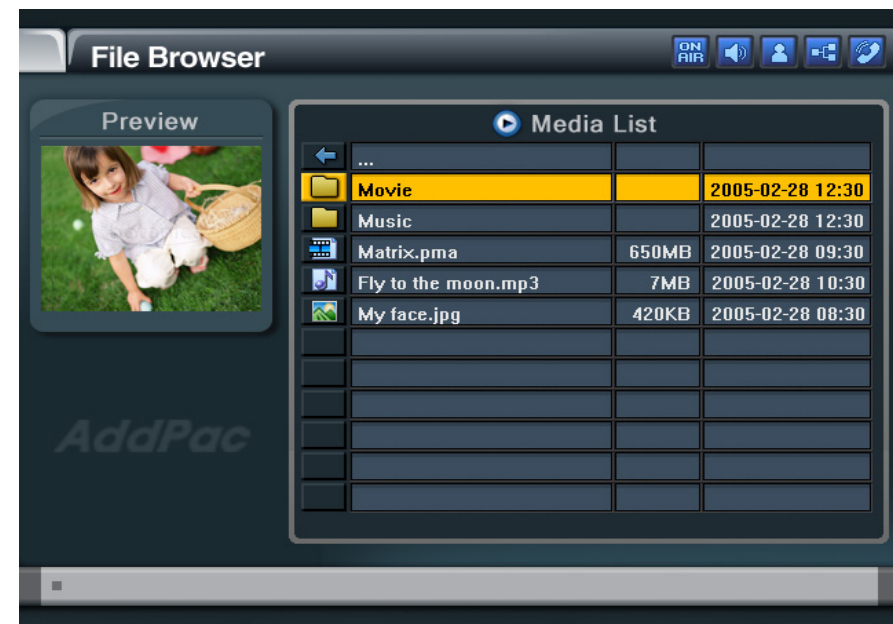 File Browser
ON AIR
Preview
Media List
...
Movie 2005-02-28 12:30
Music 2005-02-28 12:30
Matrix.pma 650MB 2005-02-28 09:30
Fly to the moon.mp3 7MB 2005-02-28 10:30
My face.jpg 420KB 2005-02-28 08:30
AddPac